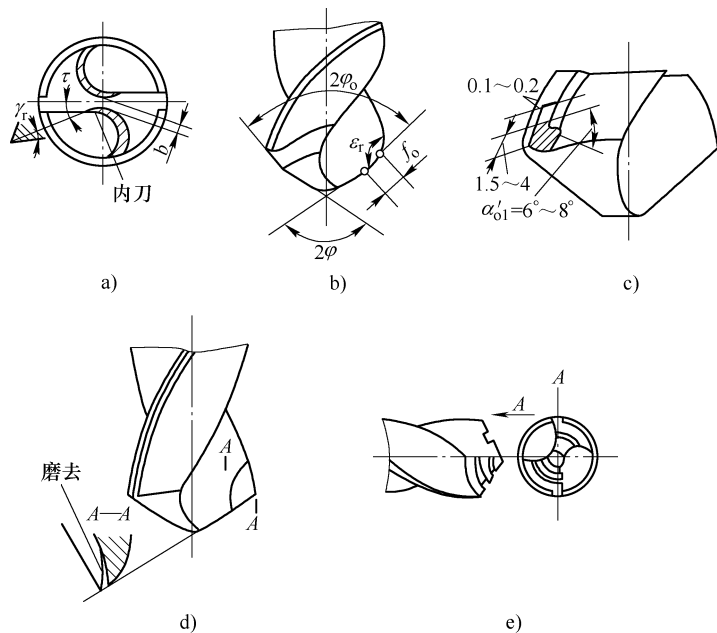 τ
γr
b
内刀
a)
2φo
εr
fo
2φ
b)
0.1～0.2
1.5～4
α′o1=6°～8°
c)
A
A
磨去
A—A
d)
A
A
e)